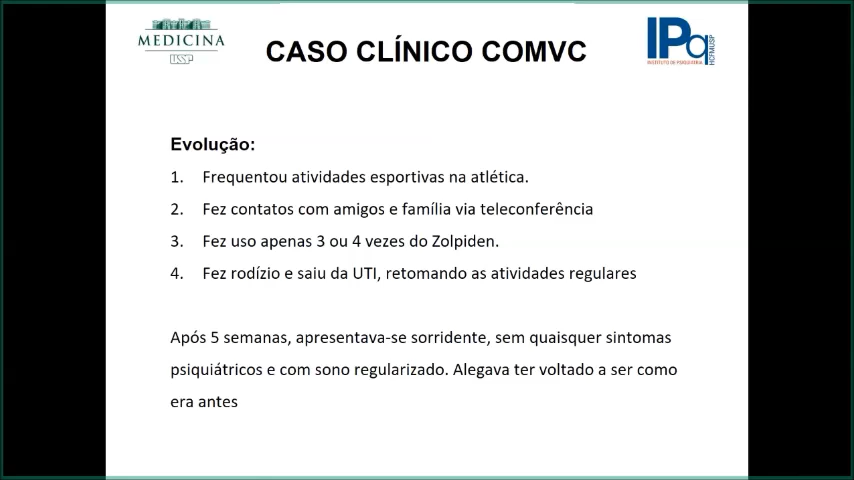 MEDICINA
USP
CASO CLÍNICO COMVC
IPq
INSTITUTO DE PSIQUIATRIA
HCFMUSP
Evolução:
1. Frequentou atividades esportivas na atlética.
2. Fez contatos com amigos e família via teleconferência
3. Fez uso apenas 3 ou 4 vezes do Zolpiden.
4. Fez rodízio e saiu da UTI, retomando as atividades regulares
Após 5 semanas, apresentava-se sorridente, sem quaisquer sintomas
psiquiátricos e com sono regularizado. Alegava ter voltado a ser como
era antes